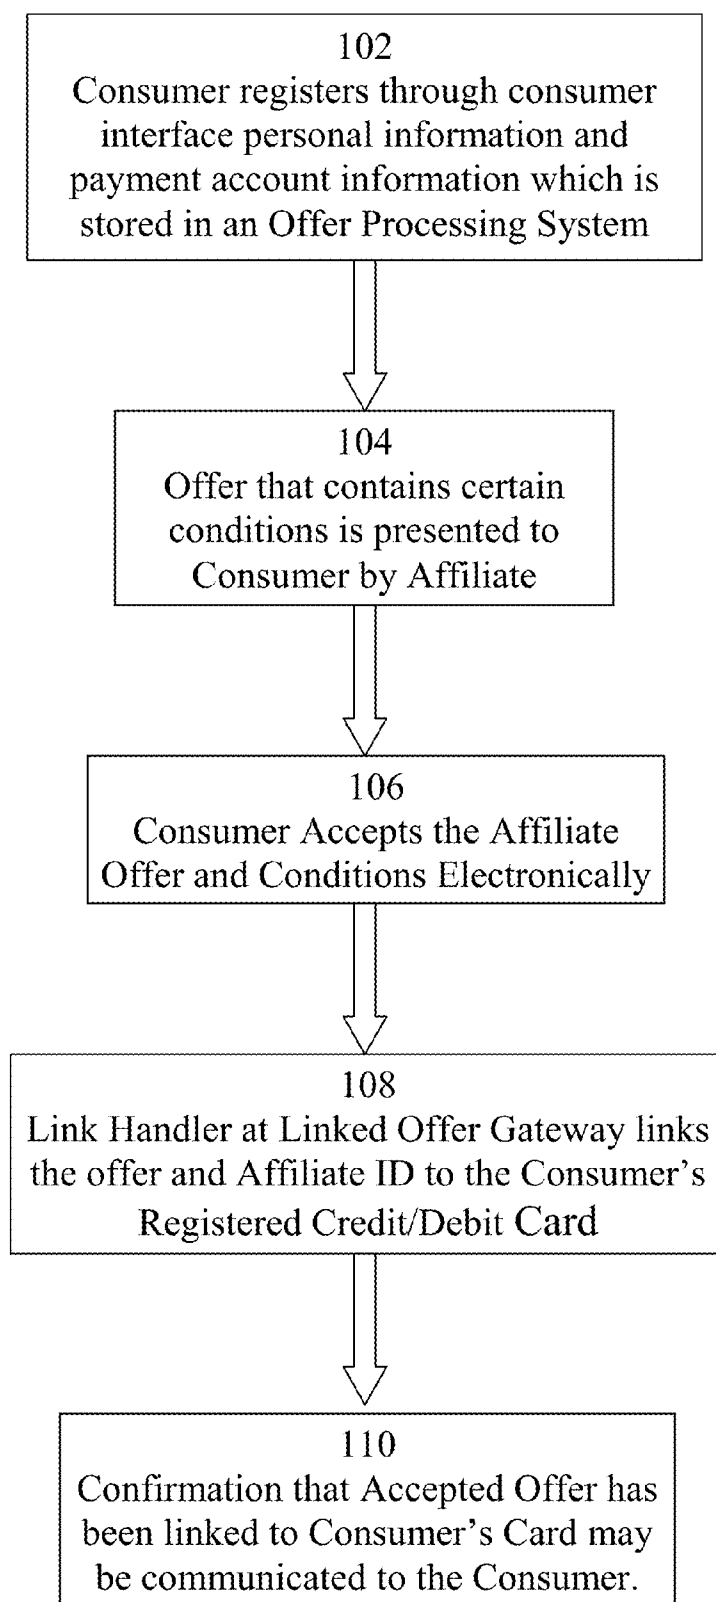 102
Consumer registers through consumer
interface personal information and
payment account information which is
stored in an Offer Processing System
104
Offer that contains certain
conditions is presented to
Consumer by Affiliate
106
Consumer Accepts the Affiliate
Offer and Conditions Electronically
108
Link Handler at Linked Offer Gateway links
the offer and Affiliate ID to the Consumer’s
Registered Credit/Debit Card
110
Confirmation that Accepted Offer has
been linked to Consumer’s Card may
be communicated to the Consumer.